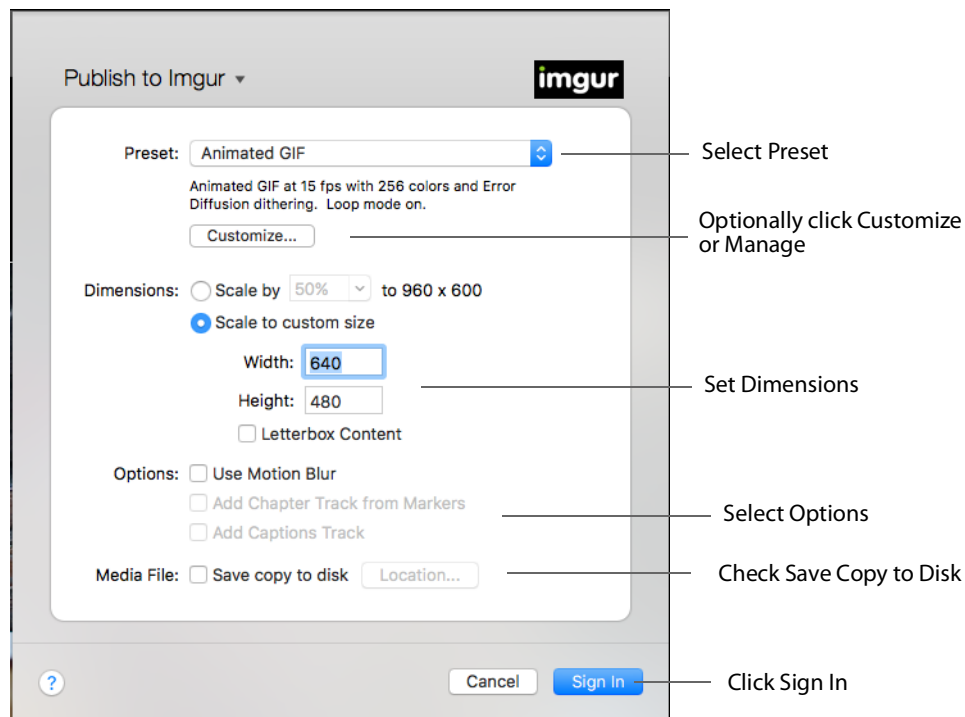 Publish to Imgur
imgur
Preset: Animated GIF
Select Preset
Animated GIF at 15 fps with 256 colors and Error
Diffusion dithering. Loop mode on.
Customize...
Optionally click Customize
or Manage
Dimensions: Scale by 50% to 960 x 600
Scale to custom size
Width: 640
Set Dimensions
Height: 480
Letterbox Content
Options: Use Motion Blur
Add Chapter Track from Markers
Select Options
Add Captions Track
Media File: Save copy to disk Location...
Check Save Copy to Disk
? Cancel Sign In
Click Sign In